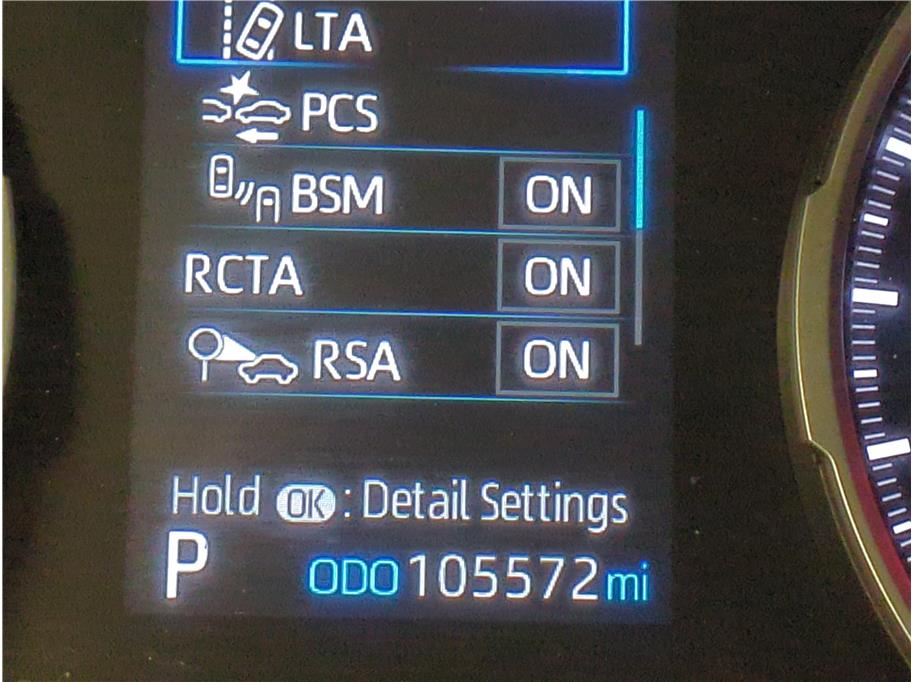 LTA
PCS
BSM ON
RCTA ON
RSA ON
Hold OK : Detail Settings
P ODO 105572 mi